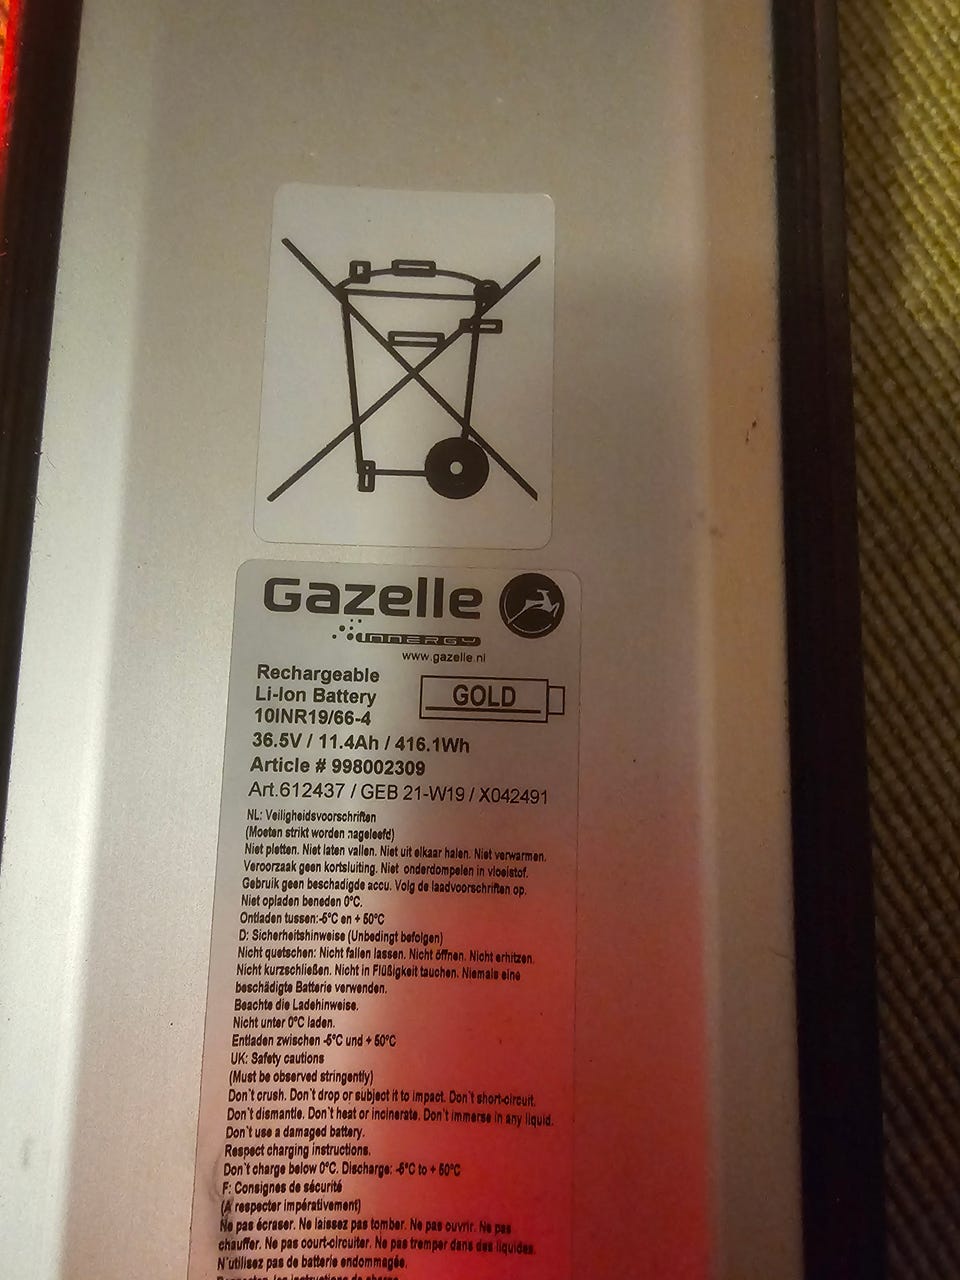 Gazelle
INNERGY
www.gazelle.nl
Rechargeable
Li-Ion Battery
10INR19/66-4
GOLD
36.5V / 11.4Ah / 416.1Wh
Article # 998002309
Art.612437 / GEB 21-W19 / X042491
NL: Veiligheidsvoorschriften
(Moeten strikt worden nageleefd)
Niet pletten. Niet laten vallen. Niet uit elkaar halen. Niet verwarmen.
Veroorzaak geen kortsluiting. Niet onderdompelen in vloeistof.
Gebruik geen beschadigde accu. Volg de laadvoorschriften op.
Niet opladen beneden 0°C.
Ontladen tussen:-5°C en + 50°C
D: Sicherheitshinweise (Unbedingt befolgen)
Nicht quetschen: Nicht fallen lassen. Nicht öffnen. Nicht erhitzen.
Nicht kurzschließen. Nicht in Flüßigkeit tauchen. Niemals eine
beschädigte Batterie verwenden.
Beachte die Ladehinweise.
Nicht unter 0°C laden.
Entladen zwischen -5°C und + 50°C
UK: Safety cautions
(Must be observed stringently)
Don`t crush. Don`t drop or subject it to impact. Don`t short-circuit.
Don`t dismantle. Don`t heat or incinerate. Don`t immerse in any liquid.
Don`t use a damaged battery.
Respect charging instructions.
Don`t charge below 0°C. Discharge: -5°C to + 50°C
F: Consignes de sécurité
(A respecter impérativement)
Ne pas écraser. Ne laissez pas tomber. Ne pas ouvrir. Ne pas
chauffer. Ne pas court-circuiter. Ne pas tremper dans des liquides.
N`utilisez pas de batterie endommagée.
Respecter les instructions de charge.